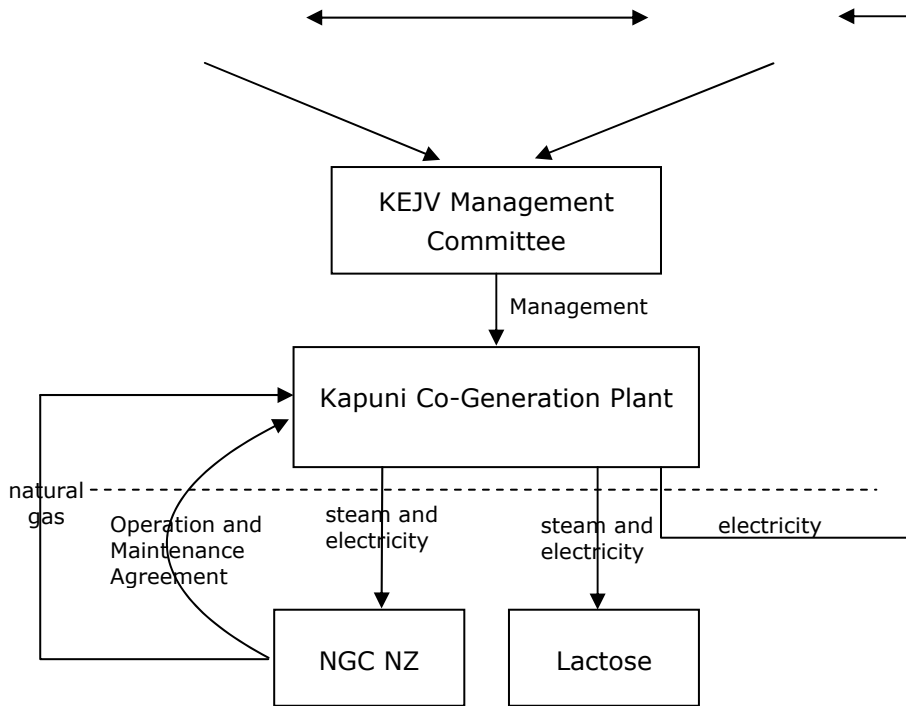 KEJV Management
Committee
Management
Kapuni Co-Generation Plant
natural
gas
Operation and
Maintenance
Agreement
steam and
electricity
steam and
electricity
electricity
NGC NZ
Lactose